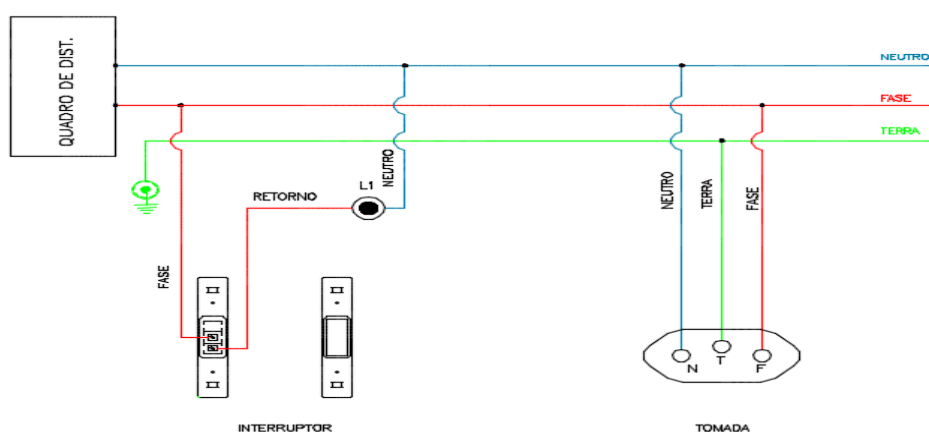 QUADRO DE DIST.
NEUTRO
FASE
TERRA
NEUTRO
L1
RETORNO
FASE
NEUTRO
TERRA
FASE
N
T
F
INTERRUPTOR
TOMADA